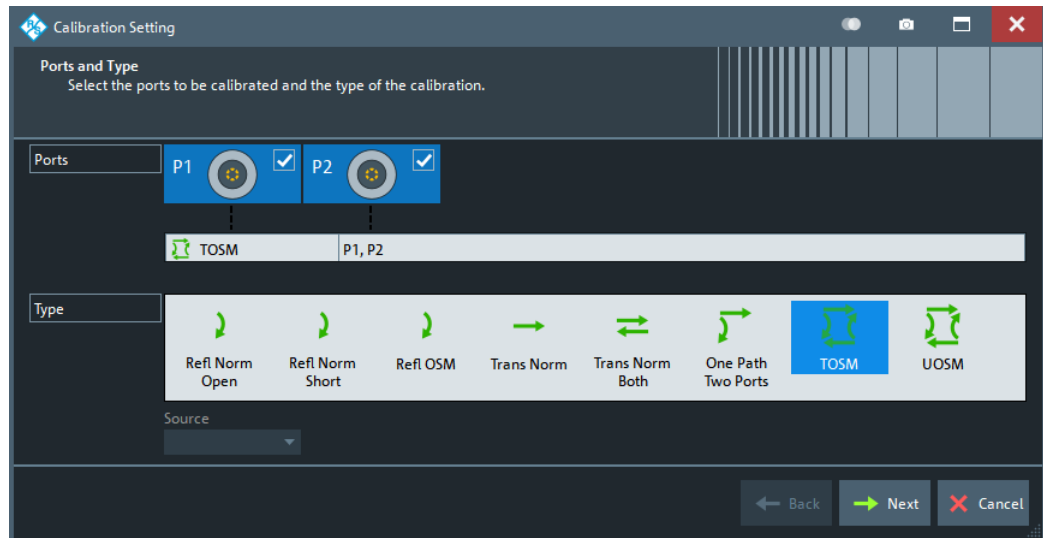 Calibration Setting
Ports and Type
Select the ports to be calibrated and the type of the calibration.
Ports
P1
P2
TOSM
P1, P2
Type
Refl Norm Open
Refl Norm Short
Refl OSM
Trans Norm
Trans Norm Both
One Path Two Ports
TOSM
UOSM
Source
Back
Next
Cancel